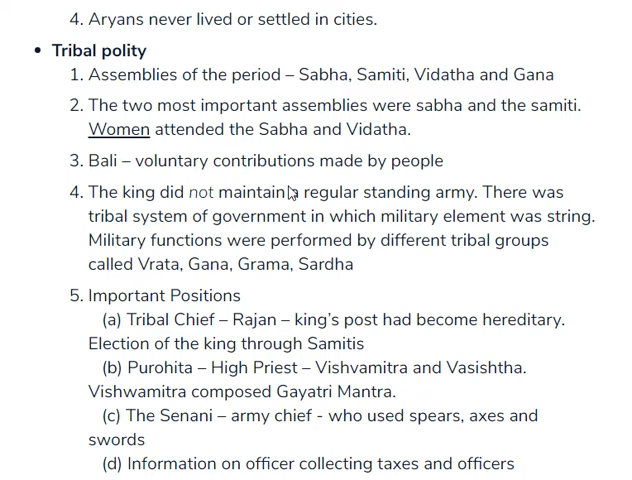 4. Aryans never lived or settled in cities.
• Tribal polity
1. Assemblies of the period – Sabha, Samiti, Vidatha and Gana
2. The two most important assemblies were sabha and the samiti.
Women attended the Sabha and Vidatha.
3. Bali – voluntary contributions made by people
4. The king did not maintain a regular standing army. There was
tribal system of government in which military element was string.
Military functions were performed by different tribal groups
called Vrata, Gana, Grama, Sardha
5. Important Positions
(a) Tribal Chief – Rajan – king's post had become hereditary.
Election of the king through Samitis
(b) Purohita – High Priest – Vishvamitra and Vasishtha.
Vishwamitra composed Gayatri Mantra.
(c) The Senani – army chief - who used spears, axes and
swords
(d) Information on officer collecting taxes and officers